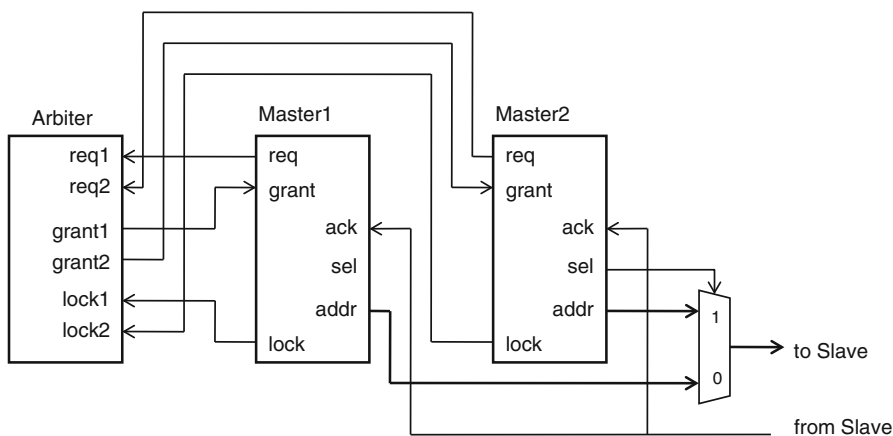 Arbiter
req1
req2
grant1
grant2
lock1
lock2
Master1
req
grant
ack
sel
addr
lock
Master2
req
grant
ack
sel
addr
lock
1
0
to Slave
from Slave